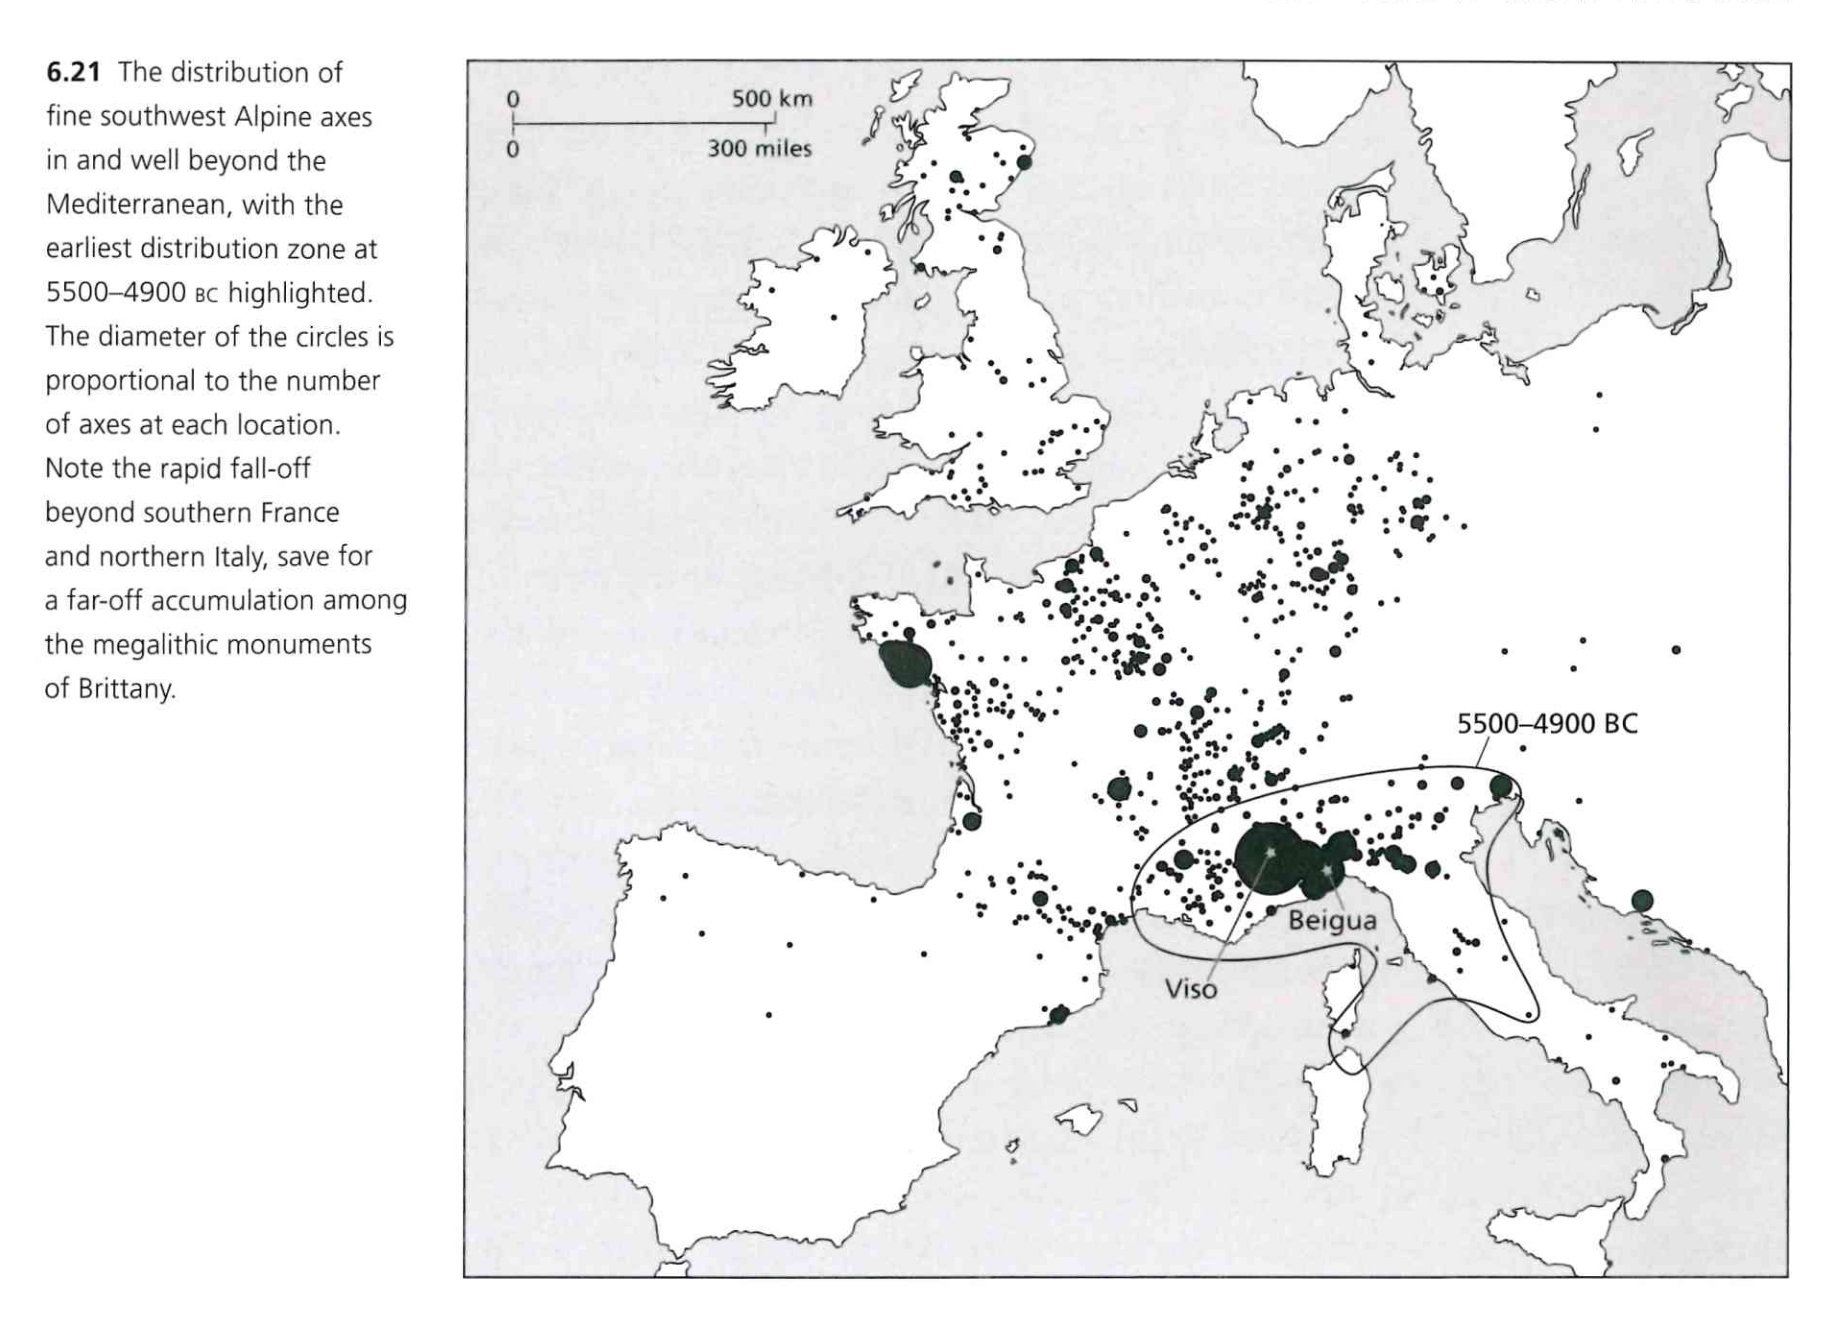 6.21 The distribution of
fine southwest Alpine axes
in and well beyond the
Mediterranean, with the
earliest distribution zone at
5500–4900 BC highlighted.
The diameter of the circles is
proportional to the number
of axes at each location.
Note the rapid fall-off
beyond southern France
and northern Italy, save for
a far-off accumulation among
the megalithic monuments
of Brittany.
0 500 km
0 300 miles
5500–4900 BC
Beigua
Viso